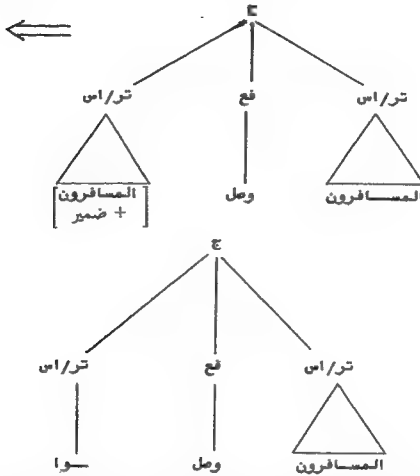 ج
تر/اس فع تر/اس
المسافرون وصل المسافرون
[ + ضمير ]
ج
تر/اس فع تر/اس
المسافرون وصل ـوا